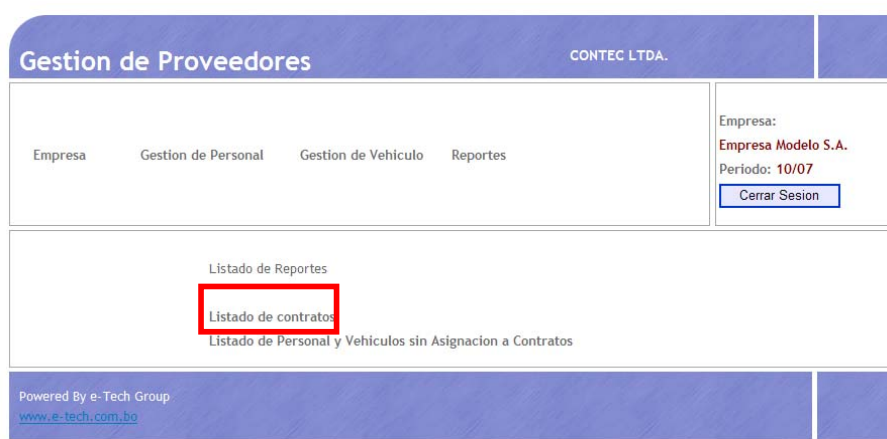 Gestion de Proveedores CONTEC LTDA.
Empresa Gestion de Personal Gestion de Vehiculo Reportes
Empresa:
Empresa Modelo S.A.
Periodo: 10/07
Cerrar Sesion
Listado de Reportes
Listado de contratos
Listado de Personal y Vehiculos sin Asignacion a Contratos
Powered By e-Tech Group
www.e-tech.com.bo